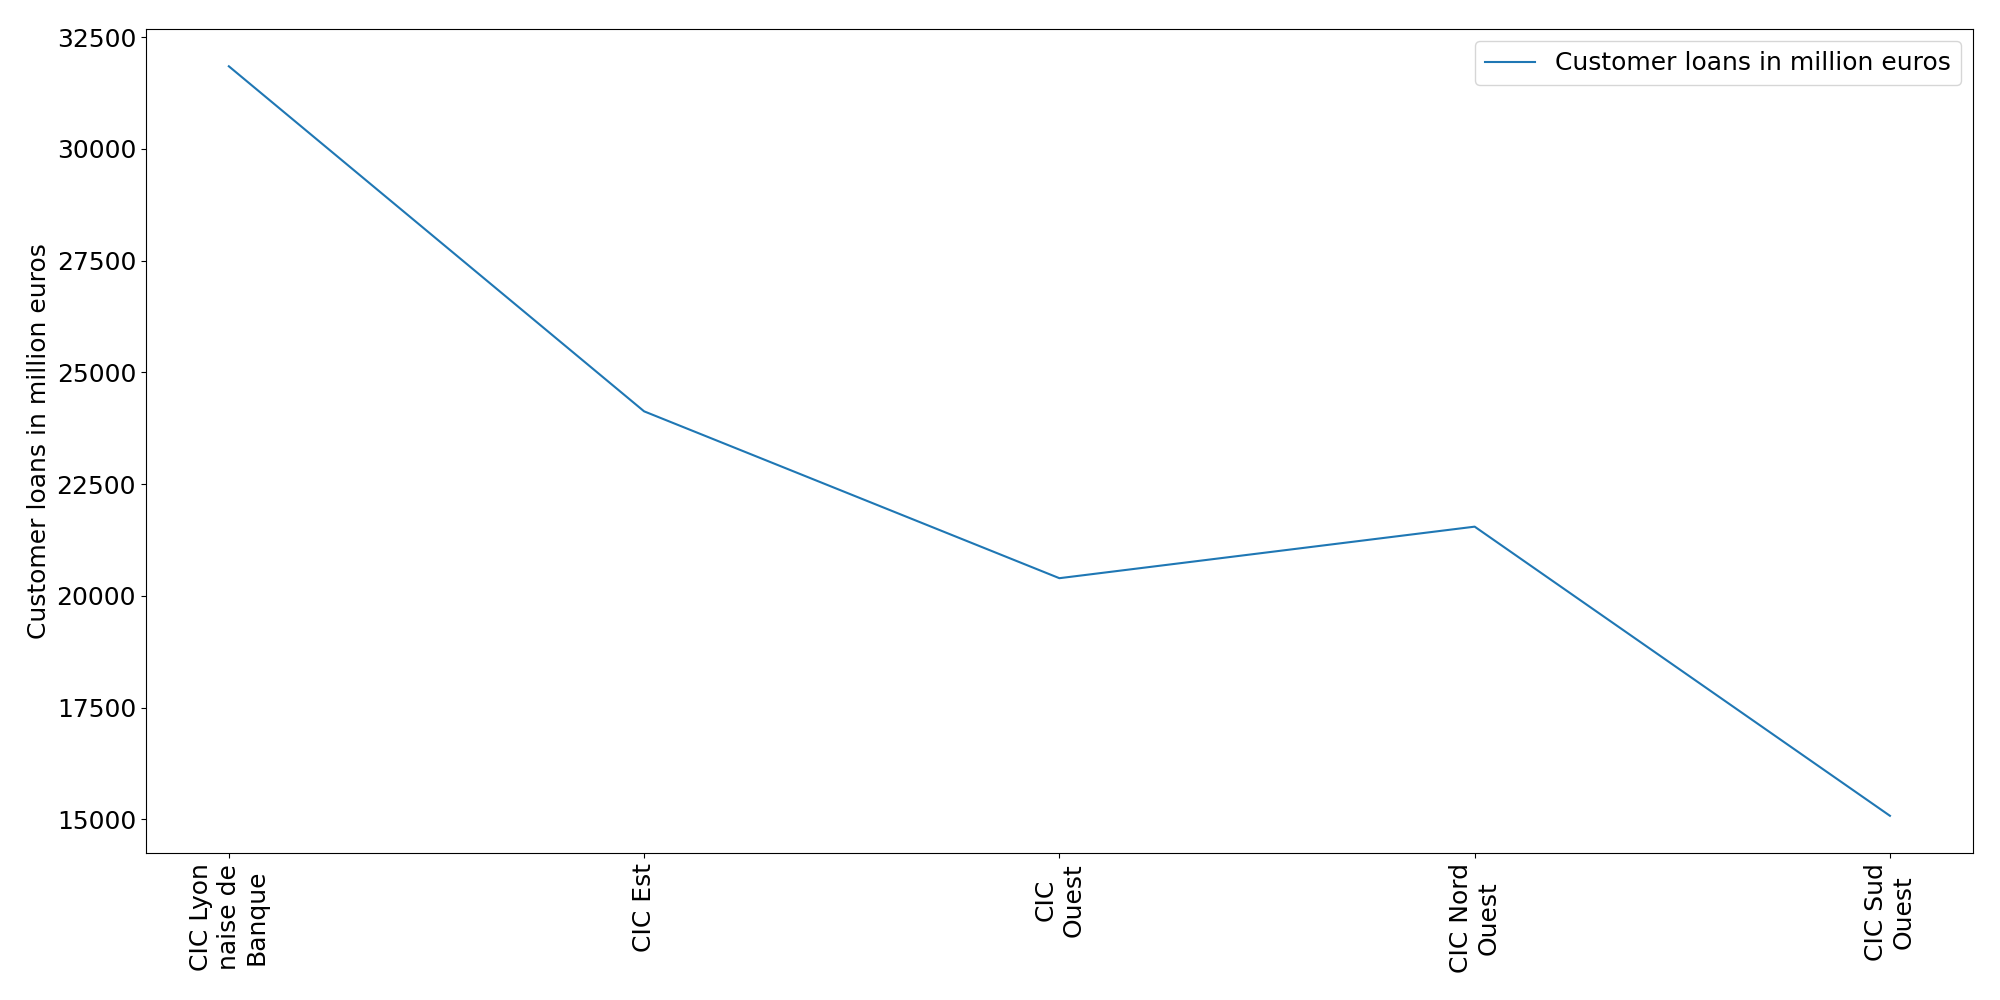 Customer loans in million euros
Customer loans in million euros
32500
30000
27500
25000
22500
20000
17500
15000
CIC Lyon
naise de
Banque
CIC Est
CIC
Ouest
CIC Nord
Ouest
CIC Sud
Ouest